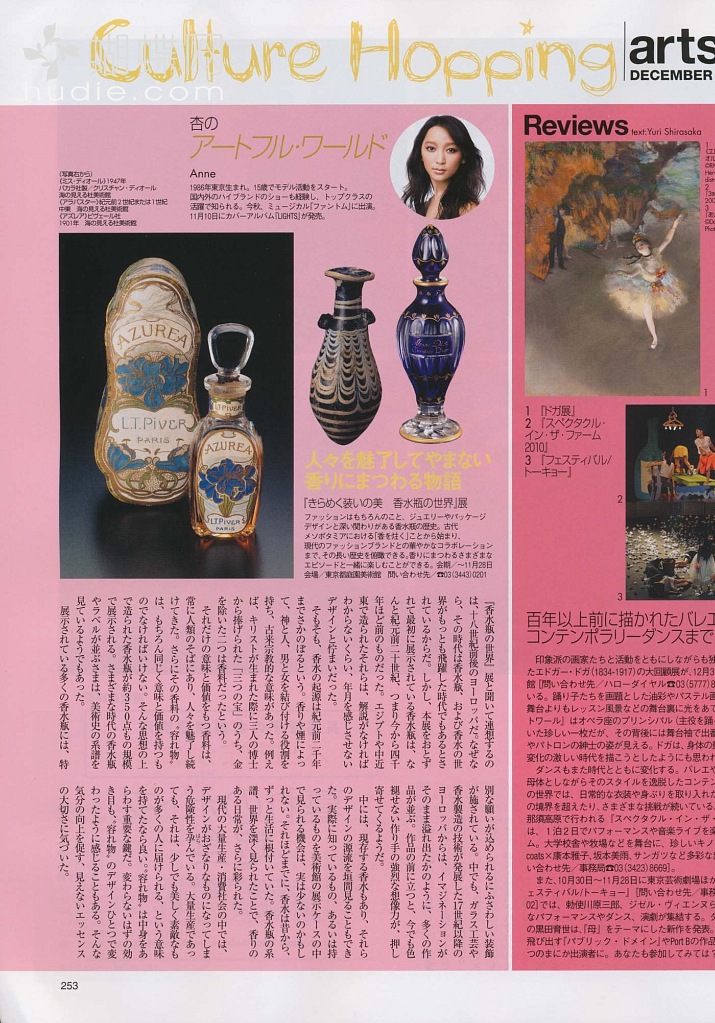 Culture Hopping
arts
DECEMBER
hudie.com
杏の
アートフル・ワールド
Anne
1986年東京生まれ。15歳でモデル活動をスタート。
国内外のハイブランドのショーも経験し、トップクラスの
活躍で知られる。今秋、ミュージカル『ファントム』に出演。
11月10日にカバーアルバム『LIGHTS』が発売。
(写真右から)
《ミス・ディオール》1947年
バカラ社製/クリスチャン・ディオール
海の見える杜美術館
《アラバスター》紀元前2世紀または1世紀
中東 海の見える杜美術館
《アズレア》ピヴェール社
1901年 海の見える杜美術館
AZUREA
L.T.PIVER
PARIS
AZUREA
L.T.PIVER
PARIS
人々を魅了してやまない
香りにまつわる物語
『きらめく装いの美 香水瓶の世界』展
ファッションはもちろんのこと、ジュエリーやパッケージ
デザインと深い関わりがある香水瓶の歴史。古代
メソポタミアにおける「香を炷く」ことから始まり、
現代のファッションブランドとの華やかなコラボレーション
まで、その長い歴史を俯瞰できる。香りにまつわるさまざまな
エピソードと一緒に楽しむことができる。会期/〜11月28日
会場/東京都庭園美術館 問い合わせ先/☎03(3443)0201
『香水瓶の世界』展と聞いて連想するの
は、十八世紀前後のヨーロッパだ。なぜな
ら、その時代は香水瓶、および香水の世
界がもっとも飛躍した時代でもあるとさ
れているからだ。しかし、本展をおとず
れて最初に展示されている香水瓶は、な
んと紀元前二十世紀、つまり今から四千
年ほど前のものだった。エジプトや中近
東で造られたそれらは、解説がなければ
わからないくらい、年月を感じさせない
デザインと佇まいだった。
そもそも、香水の起源は紀元前二千年
までさかのぼるという。香りや煙によっ
て、神と人、男と女を結び付ける役割を
持ち、古来宗教的な意味があった。例え
ば、キリストが生まれた際に三人の博士
から捧げられた「三つの宝」のうち、金
を除いた二つは香料だったという。
それだけの意味と価値をもつ香料は、
常に人類のそばにあり、人々を魅了し続
けてきた。さらにその香料の“容れ物”
は、もちろん同じく意味と価値を持つも
のでなければいけない。そんな思想の上
で造られた香水瓶が約350点もの規模
で展示される。さまざまな時代の香水瓶
やラベルが並ぶさまは、美術史の系譜を
見ているようでもあった。
展示されている多くの香水瓶には、特
別な願いが込められるにふさわしい装飾
が施されている。中でも、ガラス工芸や
香水製造の技術が発展した17世紀以降の
ヨーロッパからは、イマジネーションが
そのまま溢れ出たかのように、多くの作
品が並ぶ。作品の前に立つと、今でも色
褪せない作り手の強烈な想像力が、押し
寄せてくるようだ。
中には、現存する香水もあり、それら
のデザインの源流を垣間見ることもでき
た。実際に知っているもの、あるいは持
っているものを美術館の展示ケースの中
で見られる機会は、実は少ないのかもし
れない。それほどまでに、香水は昔から、
ずっと生活に根付いていた。香水瓶の系
譜、世界を深く見られたことで、香りの
ある日常が、さらに彩られた。
現代の大量生産・消費社会の中では、
デザインがおざなりなものになってしま
う危険性を孕んでいる。大量生産であっ
ても、それは、少しでも美しく素敵なも
のが多くの人に届けられる、という意味
を持ってたなら良い。“容れ物”は中身をあ
らわす重要な鍵だ。変わらないはずの効
き目も、“容れ物”のデザインひとつで変
わったように感じることもある。そんな
気分の向上を促す、見えないエッセンス
の大切さに気づいた。
253
Reviews text:Yuri Shirasaka
1
1 『ドガ展』
2 『スペクタクル・
イン・ザ・ファーム
2010』
3 『フェスティバル/
トーキョー』
2
3
百年以上前に描かれたバレエ
コンテンポラリーダンスまで
印象派の画家たちと活動をともにしながらも独
たエドガー・ドガ(1834-1917)の大回顧展が、12月3
館[問い合わせ先/ハローダイヤル☎03(5777)8
いる。踊り子たちを画題とした油彩やパステル画
舞台よりもレッスン風景などの舞台裏に光をあて
トワール』はオペラ座のプリンシパル(主役を踊
いた珍しい一枚だが、その背後には舞台袖で出番
やパトロンの紳士の姿が見える。ドガは、身体の動
変化の激しい時代を描こうとしたようにも思われ
ダンスもまた時代とともに変化する。バレエや
母体としながらそのスタイルを逸脱したコンテン
の世界では、日常的な衣装や身ぶりを取り入れた
の境界を超えたり、さまざまな挑戦が続いている。
那須高原で行われる『スペクタクル・イン・ザ・
は、1泊2日でパフォーマンスや音楽ライブを楽
ム。大学校舎や牧場などを舞台に、珍しいキノ
coats×康本雅子、坂本美雨、サンガツなど多彩な
い合わせ先/事務局☎03(3423)8669]。
また、10月30日〜11月28日に東京芸術劇場ほか
ェスティバル/トーキョー』[問い合わせ先/事務
02]では、勅使川原三郎、ジゼル・ヴィエンヌら
なパフォーマンスやダンス、演劇が集結する。ダ
の黒田育世は、『母』をテーマにした新作を発表。
飛び出す『パブリック・ドメイン』やPort Bの作品
つのまにか出演者に。あなたも参加してみては?